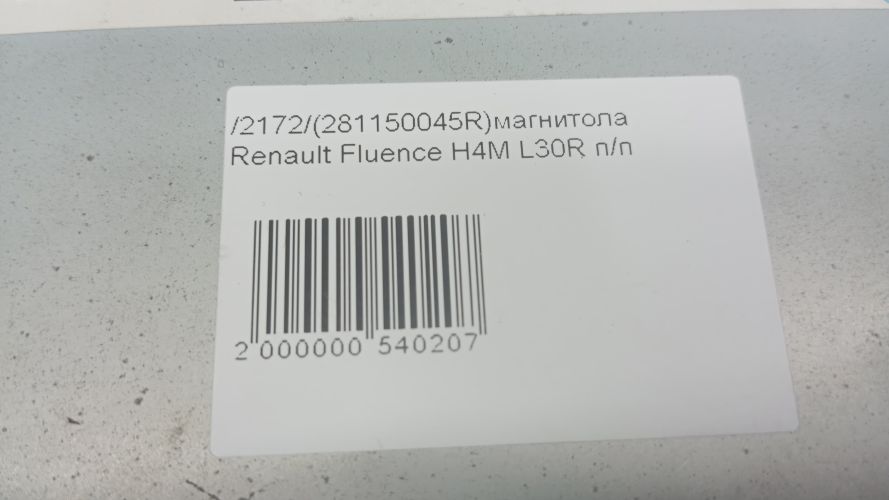 /2172/(281150045R)магнитола
Renault Fluence H4M L30R п/п
2 000000 540207